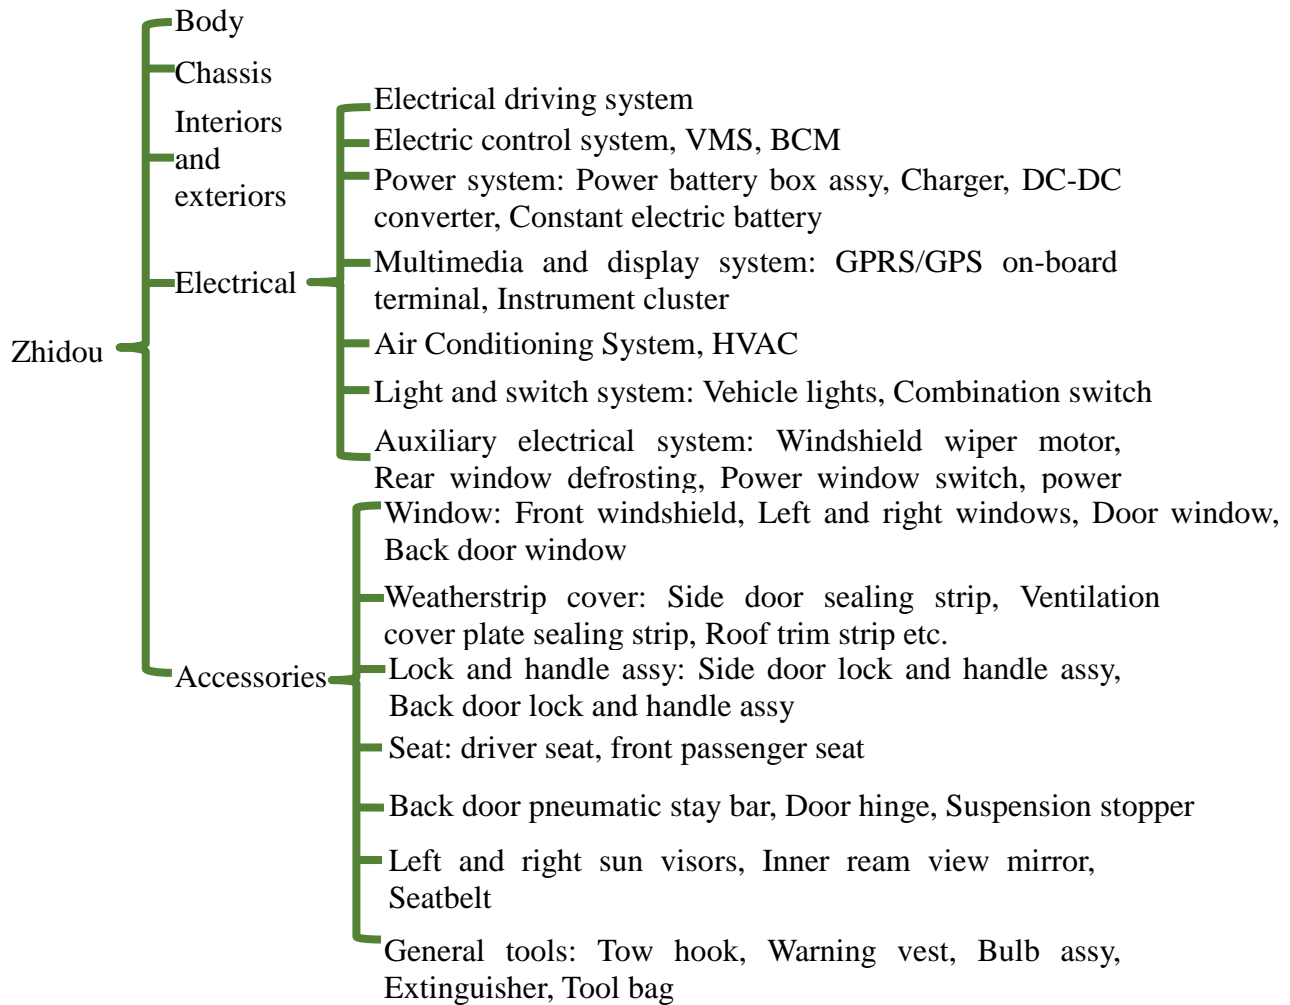 Body
Chassis
Interiors
and
exteriors
Electrical
Zhidou
Accessories
Electrical driving system
Electric control system, VMS, BCM
Power system: Power battery box assy, Charger, DC-DC
converter, Constant electric battery
Multimedia and display system: GPRS/GPS on-board
terminal, Instrument cluster
Air Conditioning System, HVAC
Light and switch system: Vehicle lights, Combination switch
Auxiliary electrical system: Windshield wiper motor,
Rear window defrosting, Power window switch, power
Window: Front windshield, Left and right windows, Door window,
Back door window
Weatherstrip cover: Side door sealing strip, Ventilation
cover plate sealing strip, Roof trim strip etc.
Lock and handle assy: Side door lock and handle assy,
Back door lock and handle assy
Seat: driver seat, front passenger seat
Back door pneumatic stay bar, Door hinge, Suspension stopper
Left and right sun visors, Inner ream view mirror,
Seatbelt
General tools: Tow hook, Warning vest, Bulb assy,
Extinguisher, Tool bag